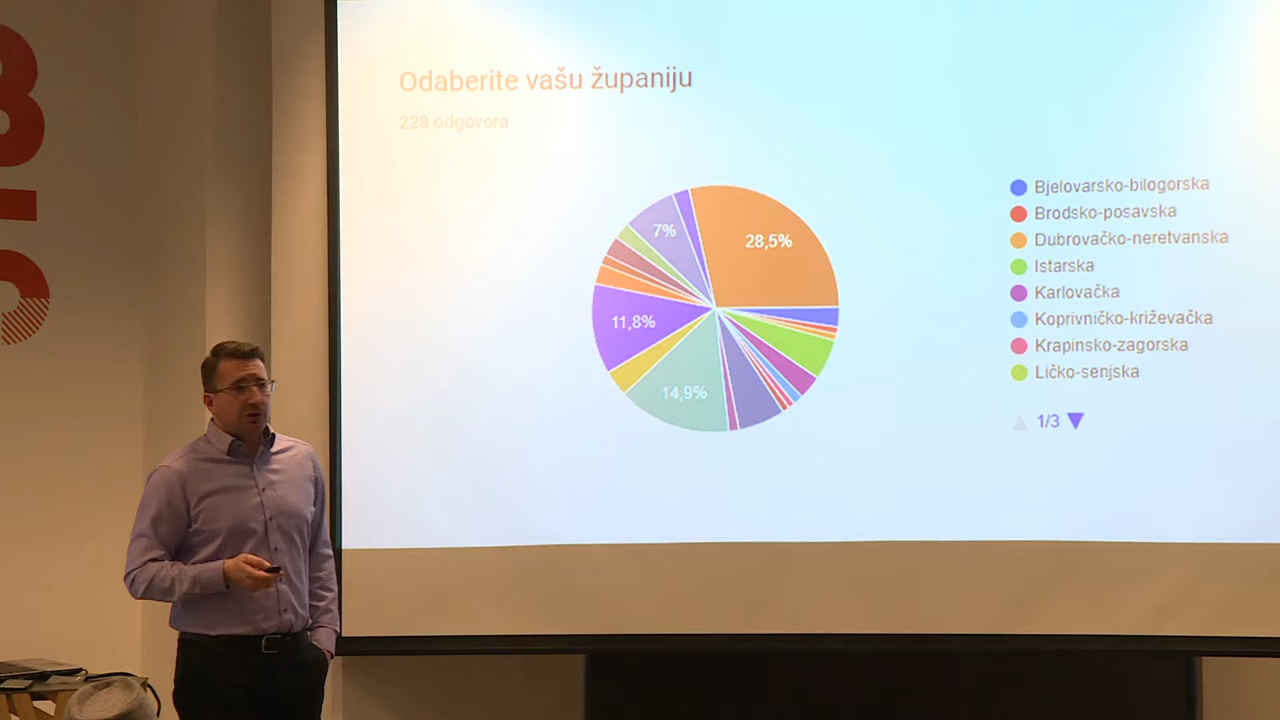 Odaberite vašu županiju
228 odgovora
28,5%
7%
11,8%
14,9%
Bjelovarsko-bilogorska
Brodsko-posavska
Dubrovačko-neretvanska
Istarska
Karlovačka
Koprivničko-križevačka
Krapinsko-zagorska
Ličko-senjska
1/3